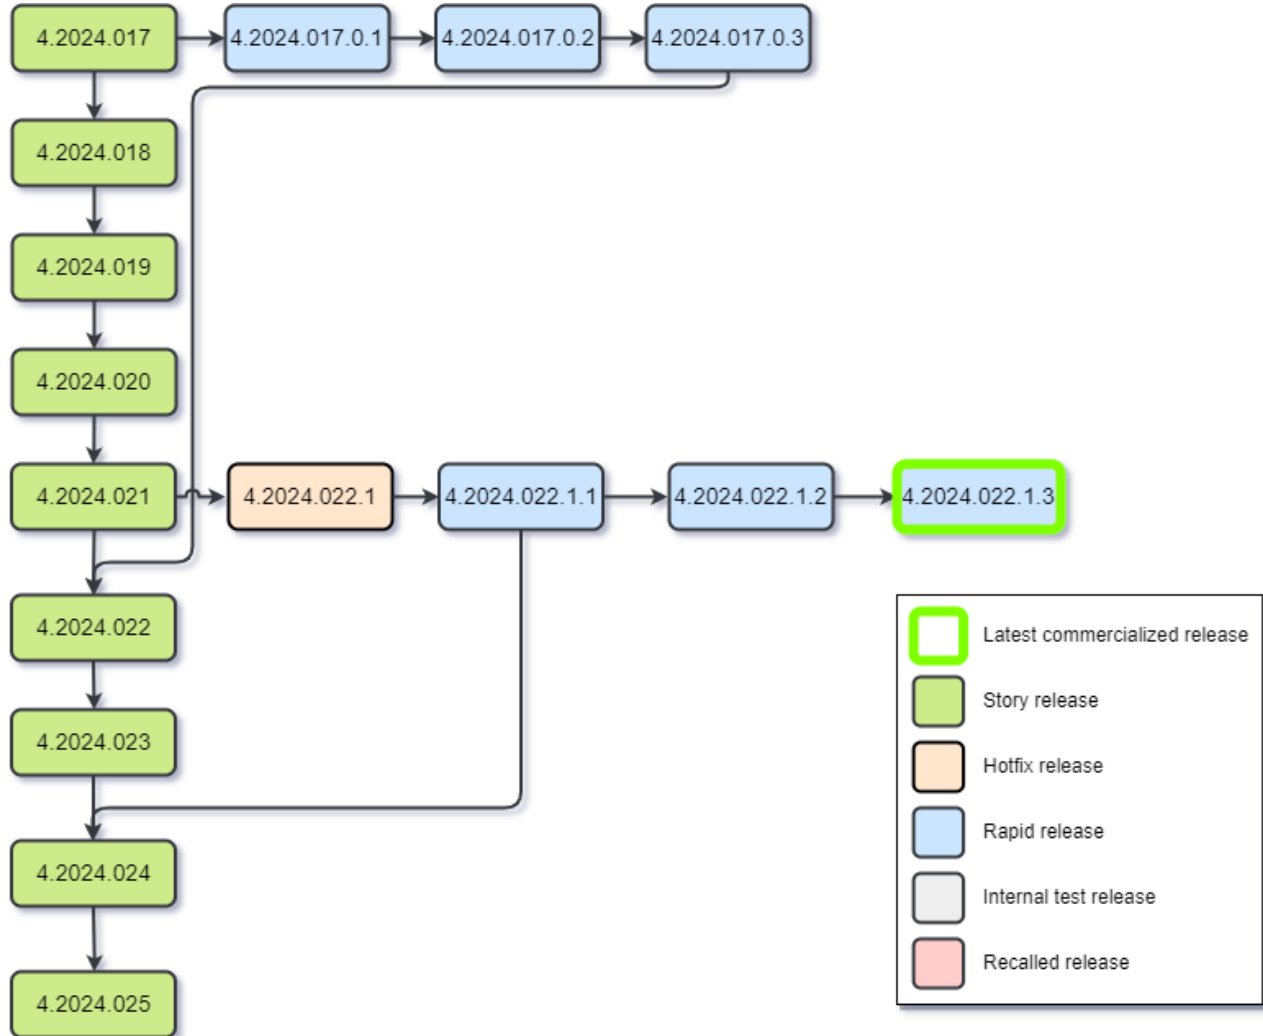 4.2024.017
4.2024.017.0.1
4.2024.017.0.2
4.2024.017.0.3
4.2024.018
4.2024.019
4.2024.020
4.2024.021
4.2024.022.1
4.2024.022.1.1
4.2024.022.1.2
4.2024.022.1.3
4.2024.022
4.2024.023
4.2024.024
4.2024.025
Latest commercialized release
Story release
Hotfix release
Rapid release
Internal test release
Recalled release